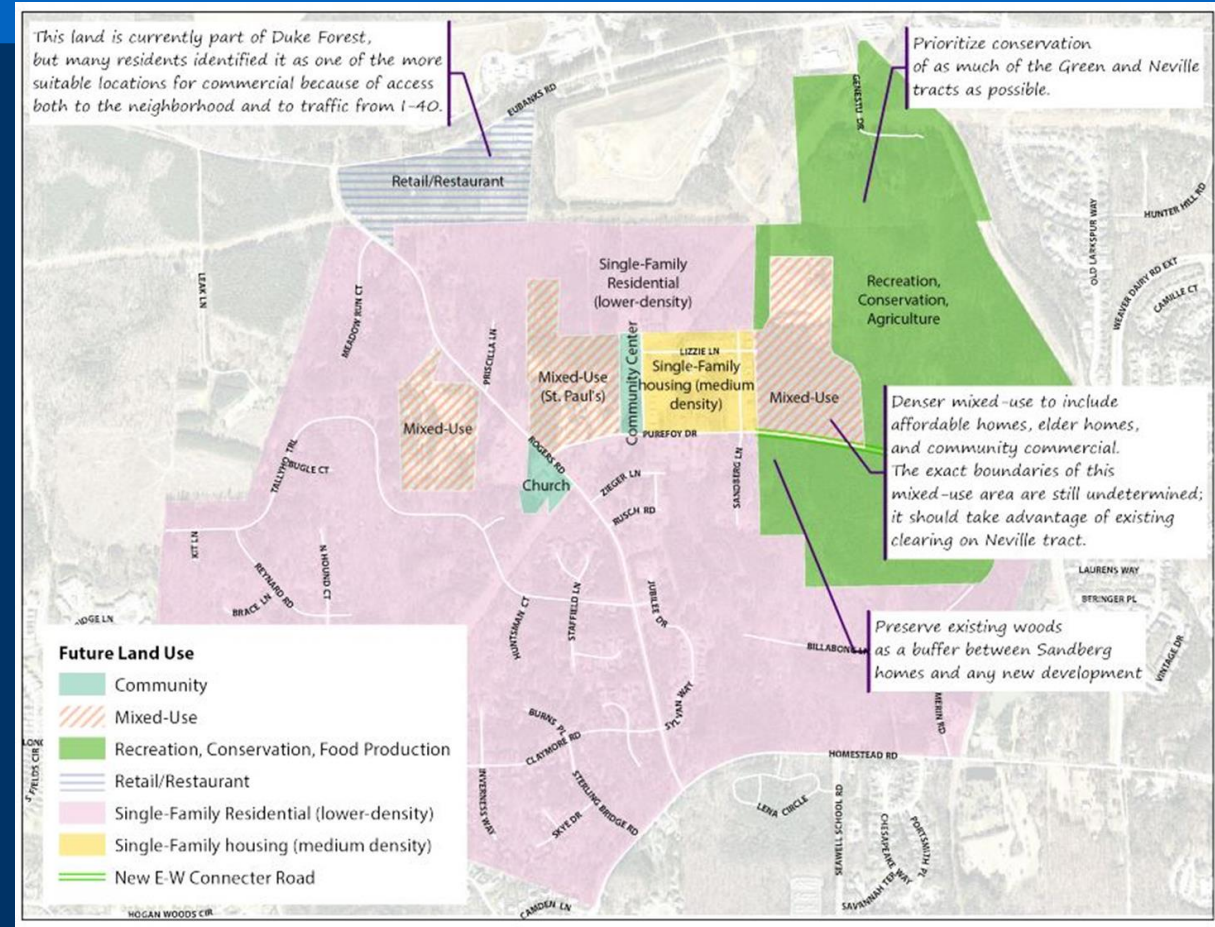 This land is currently part of Duke Forest,
but many residents identified it as one of the more
suitable locations for commercial because of access
both to the neighborhood and to traffic from I-40.
Prioritize conservation
of as much of the Green and Neville
tracts as possible.
EUBANKS RD
GENESTU DR
Retail/Restaurant
HUNTER HILL RD
OLD LARKSPUR WAY
WEAVER DAIRY RD EXT
CAMILLE CT
LEAK LN
MEADOW RUN CT
Single-Family
Residential
(lower-density)
Recreation,
Conservation,
Agriculture
PRISCILLA LN
Community Center
LIZZIE LN
Single-Family
housing (medium
density)
Mixed-Use
(St. Paul's)
Mixed-Use
Mixed-Use
PUREFOY DR
ROGERS RD
Church
ZIEGER LN
RUSCH RD
SANDBERG LN
Denser mixed-use to include
affordable homes, elder homes,
and community commercial.
The exact boundaries of this
mixed-use area are still undetermined;
it should take advantage of existing
clearing on Neville tract.
TALLYHO TRL
BUGLE CT
KIT LN
REYNARD RD
N HOUND CT
BRACE LN
HUNTSMAN CT
STAFFIELD LN
JUBILEE DR
LAURENS WAY
BERINGER PL
VINTAGE DR
BILLABONG
Preserve existing woods
as a buffer between Sandberg
homes and any new development
MERIN RD
SYLVAN WAY
BURNS PL
CLAYMORE RD
HOMESTEAD RD
STERLING BRIDGE RD
SKYE DR
INVERNESS WAY
LENA CIRCLE
SEAWELL SCHOOL RD
CHESAPEAKE WAY
PORTSMITH PL
SAVANNAH TER
CAMDEN LN
HOGAN WOODS CIR
Future Land Use
Community
Mixed-Use
Recreation, Conservation, Food Production
Retail/Restaurant
Single-Family Residential (lower-density)
Single-Family housing (medium density)
New E-W Connecter Road